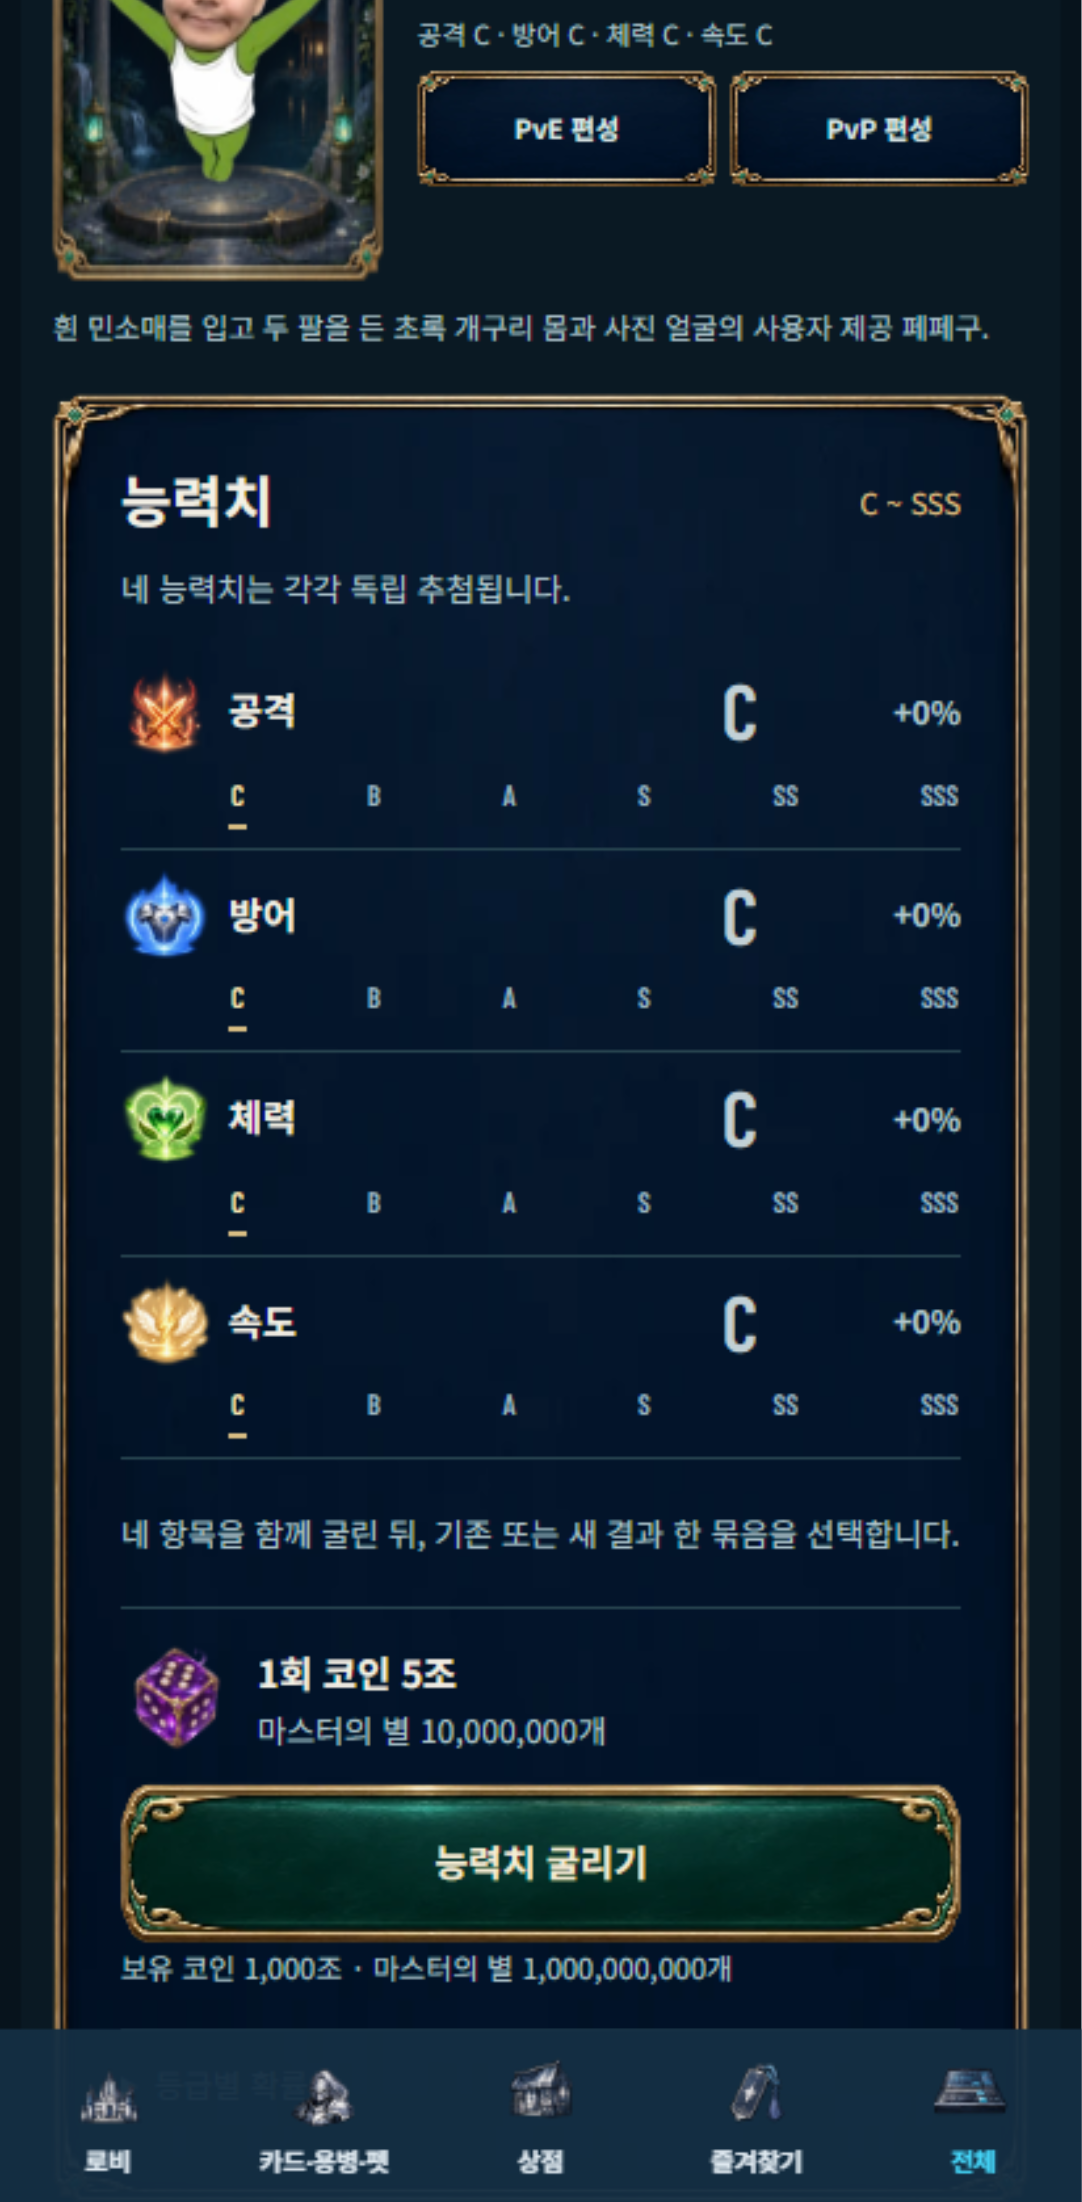 공격 C · 방어 C · 체력 C · 속도 C
PvE 편성 PvP 편성
흰 민소매를 입고 두 팔을 든 초록 개구리 몸과 사진 얼굴의 사용자 제공 페페구.
능력치 C ~ SSS
네 능력치는 각각 독립 추첨됩니다.
공격 C +0%
C B A S SS SSS
방어 C +0%
C B A S SS SSS
체력 C +0%
C B A S SS SSS
속도 C +0%
C B A S SS SSS
네 항목을 함께 굴린 뒤, 기존 또는 새 결과 한 묶음을 선택합니다.
1회 코인 5조
마스터의 별 10,000,000개
능력치 굴리기
보유 코인 1,000조 · 마스터의 별 1,000,000,000개
등급별 확률
로비 카드·용병·펫 상점 즐겨찾기 전체